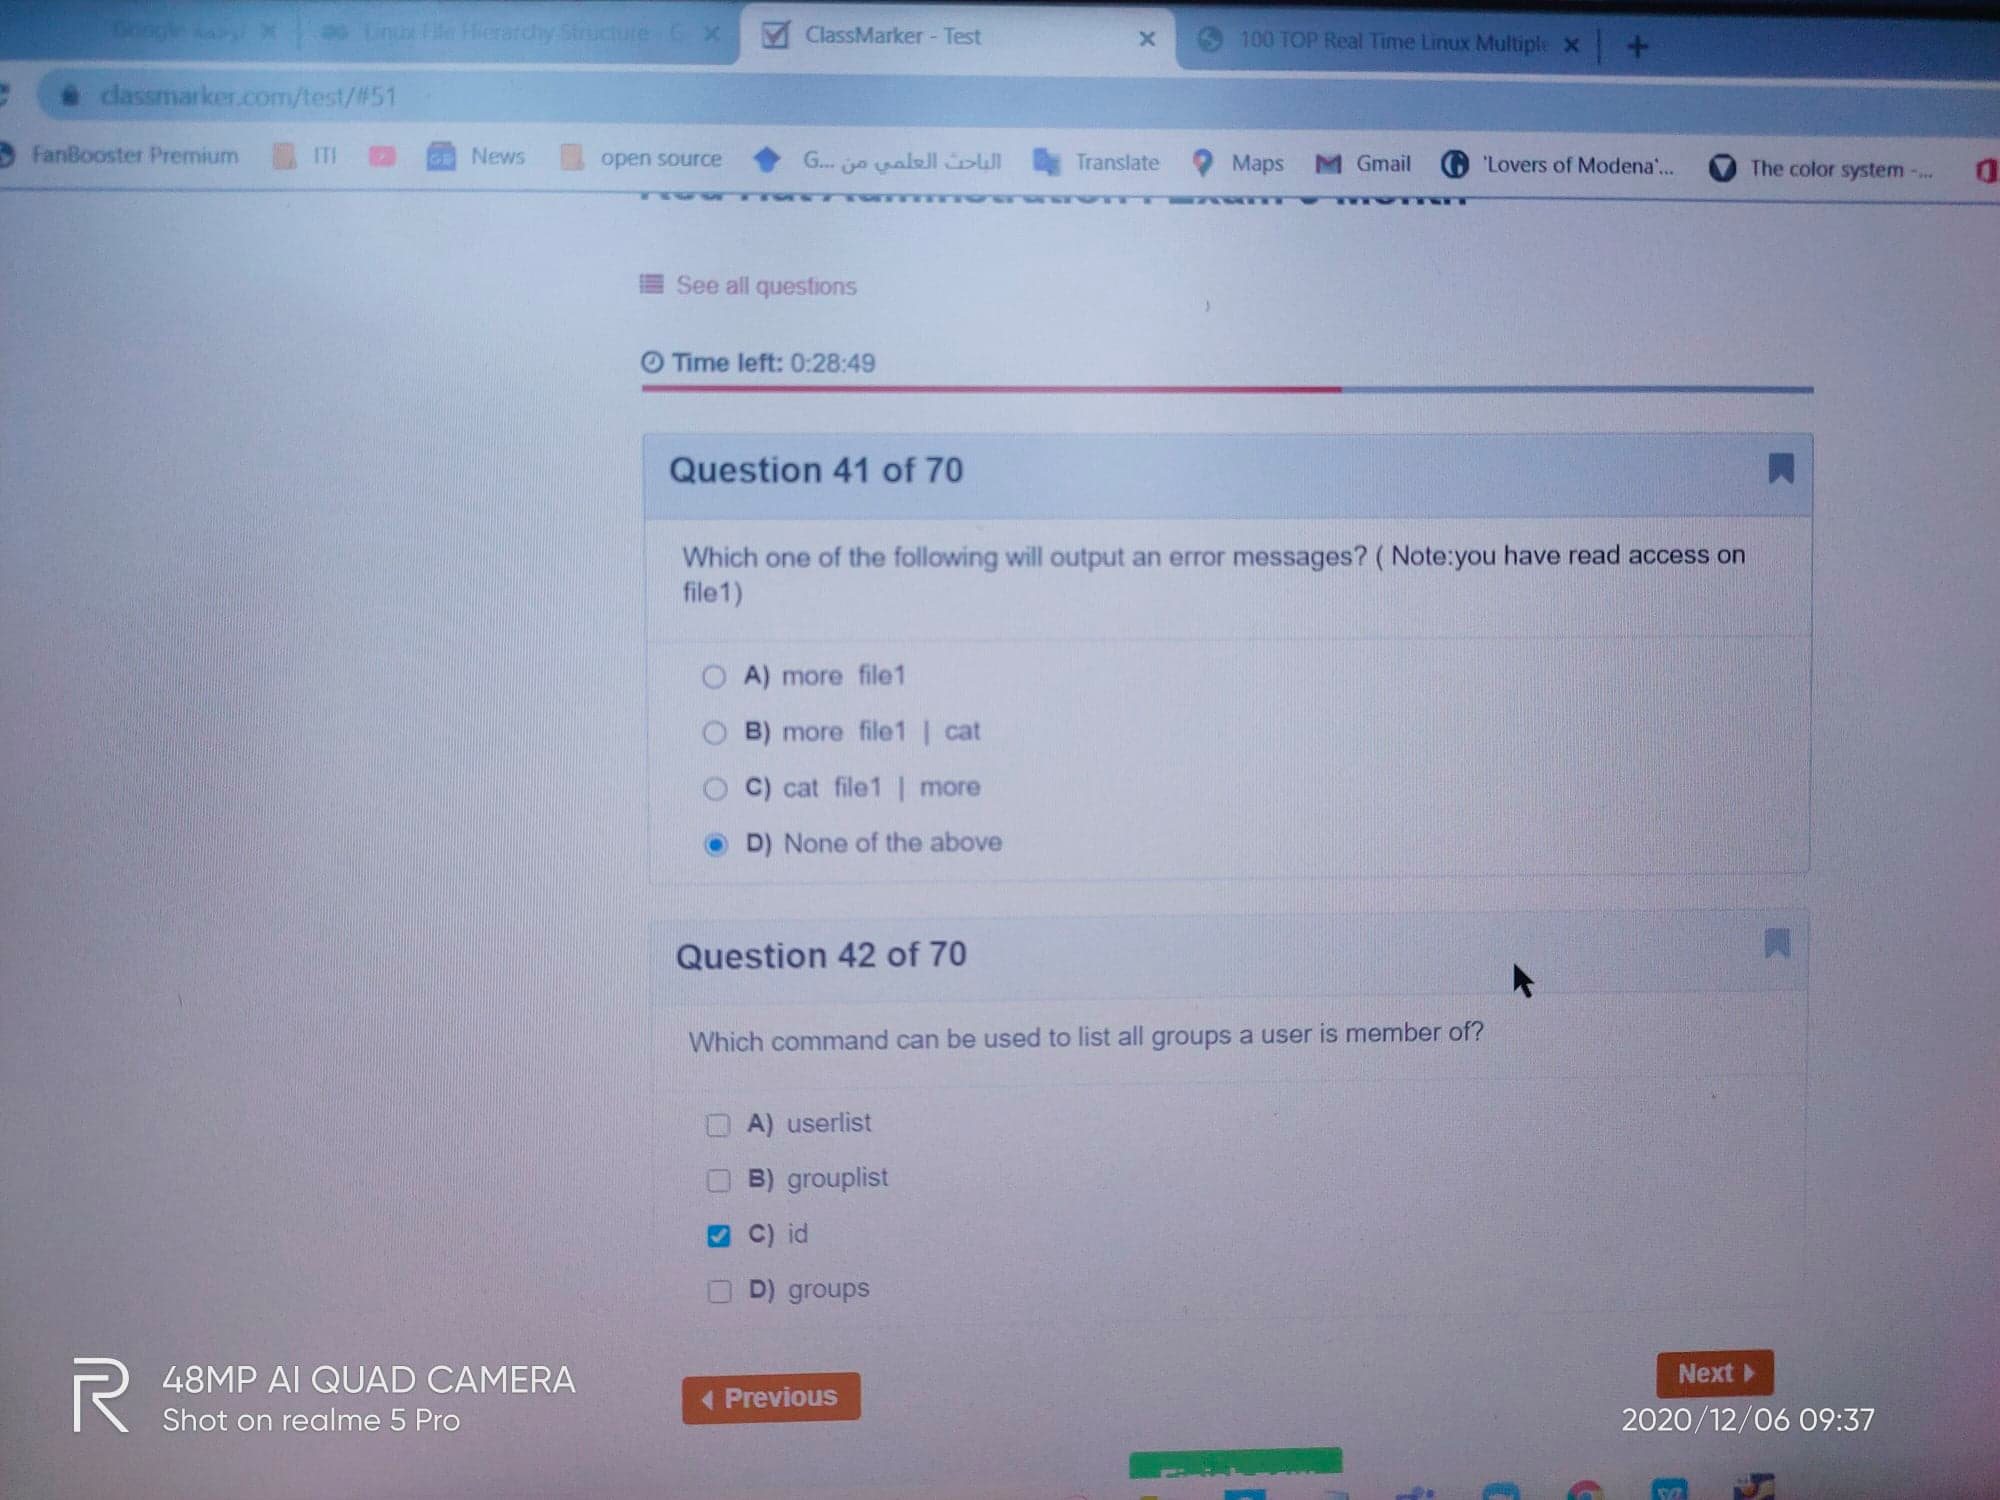 Linux File Hierarchy Structure G
ClassMarker - Test
100 TOP Real Time Linux Multiple
classmarker.com/test/#51
FanBooster Premium
ITI
News
open source
الباحث العلمي من ...G
Translate
Maps
Gmail
'Lovers of Modena'...
The color system -...
See all questions
Time left: 0:28:49
Question 41 of 70
Which one of the following will output an error messages? ( Note:you have read access on
file1)
A) more file1
B) more file1 | cat
C) cat file1 | more
D) None of the above
Question 42 of 70
Which command can be used to list all groups a user is member of?
A) userlist
B) grouplist
C) id
D) groups
Previous
Next
48MP AI QUAD CAMERA
Shot on realme 5 Pro
2020/12/06 09:37